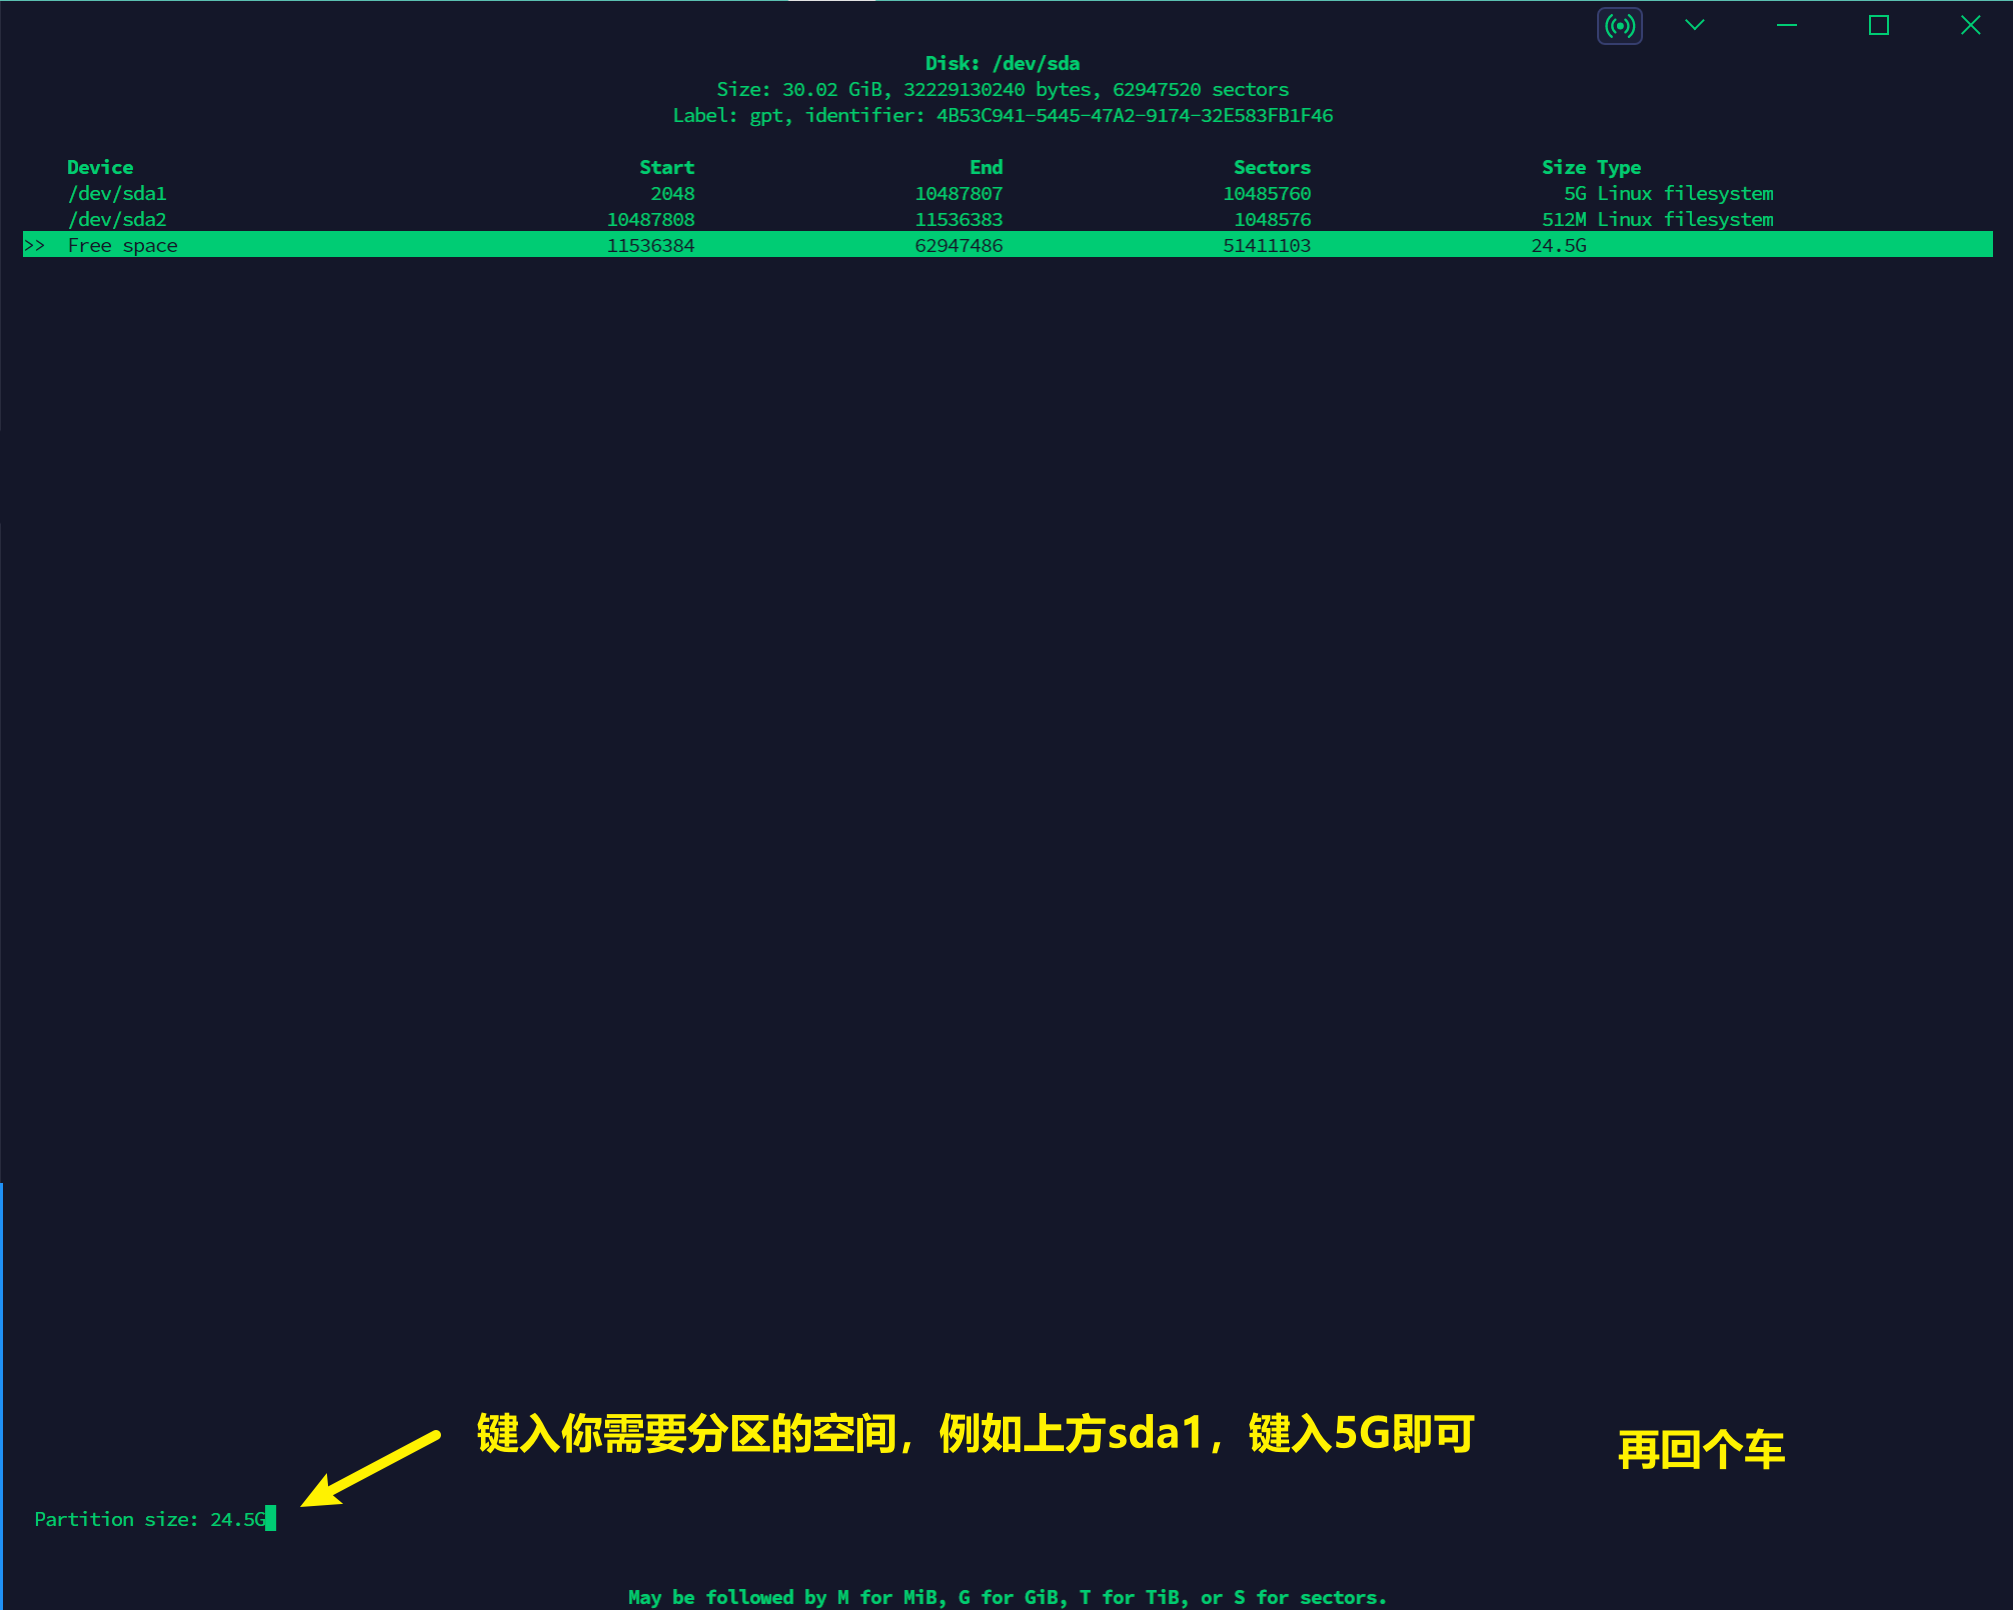 Disk: /dev/sda
Size: 30.02 GiB, 32229130240 bytes, 62947520 sectors
Label: gpt, identifier: 4B53C941-5445-47A2-9174-32E583FB1F46
Device Start End Sectors Size Type
/dev/sda1 2048 10487807 10485760 5G Linux filesystem
/dev/sda2 10487808 11536383 1048576 512M Linux filesystem
>> Free space 11536384 62947486 51411103 24.5G
键入你需要分区的空间，例如上方sda1，键入5G即可
再回个车
Partition size: 24.5G
May be followed by M for MiB, G for GiB, T for TiB, or S for sectors.